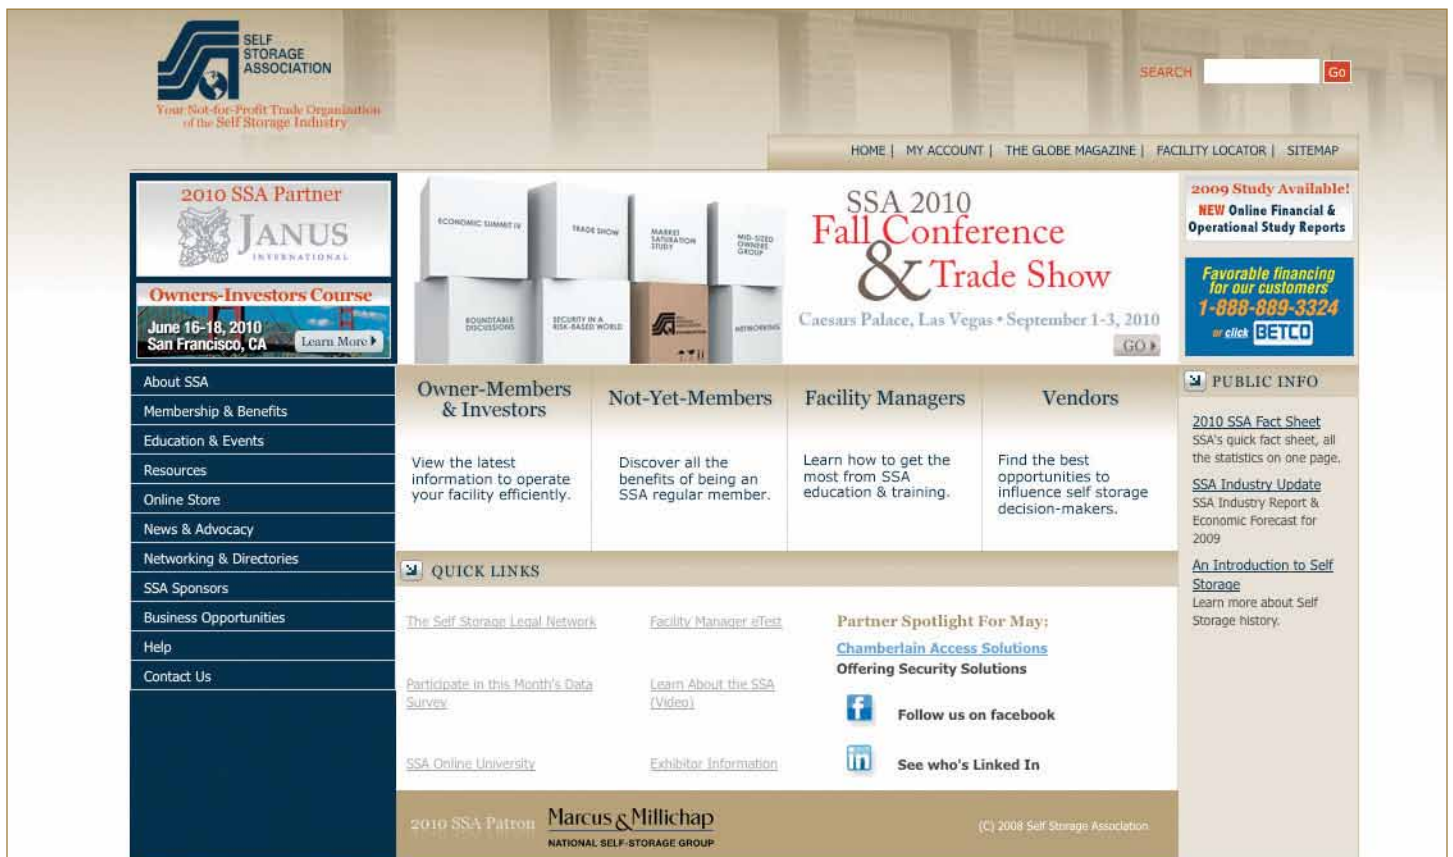 SELF
STORAGE
ASSOCIATION
Your Not-for-Profit Trade Organization
of the Self Storage Industry
SEARCH
Go
HOME | MY ACCOUNT | THE GLOBE MAGAZINE | FACILITY LOCATOR | SITEMAP
2010 SSA Partner
JANUS
INTERNATIONAL
Owners-Investors Course
June 16-18, 2010
San Francisco, CA
Learn More
ECONOMIC SUMMIT IV
TRADE SHOW
MARKET
SATURATION
STUDY
MID-SIZED
OWNERS
GROUP
ROUNDTABLE
DISCUSSIONS
SECURITY IN A
RISK-BASED WORLD
NETWORKING
SSA 2010
Fall Conference
& Trade Show
Caesars Palace, Las Vegas • September 1-3, 2010
GO
2009 Study Available!
NEW Online Financial &
Operational Study Reports
Favorable financing
for our customers
1-888-889-3324
or click BETCO
About SSA
Membership & Benefits
Education & Events
Resources
Online Store
News & Advocacy
Networking & Directories
SSA Sponsors
Business Opportunities
Help
Contact Us
Owner-Members
& Investors
View the latest
information to operate
your facility efficiently.
Not-Yet-Members
Discover all the
benefits of being an
SSA regular member.
Facility Managers
Learn how to get the
most from SSA
education & training.
Vendors
Find the best
opportunities to
influence self storage
decision-makers.
QUICK LINKS
The Self Storage Legal Network
Facility Manager eTest
Participate in this Month's Data
Survey
Learn About the SSA
(Video)
SSA Online University
Exhibitor Information
Partner Spotlight For May:
Chamberlain Access Solutions
Offering Security Solutions
Follow us on facebook
in
See who's Linked In
PUBLIC INFO
2010 SSA Fact Sheet
SSA's quick fact sheet, all
the statistics on one page.
SSA Industry Update
SSA Industry Report &
Economic Forecast for
2009
An Introduction to Self
Storage
Learn more about Self
Storage history.
2010 SSA Patron
Marcus & Millichap
NATIONAL SELF-STORAGE GROUP
(C) 2008 Self Storage Association